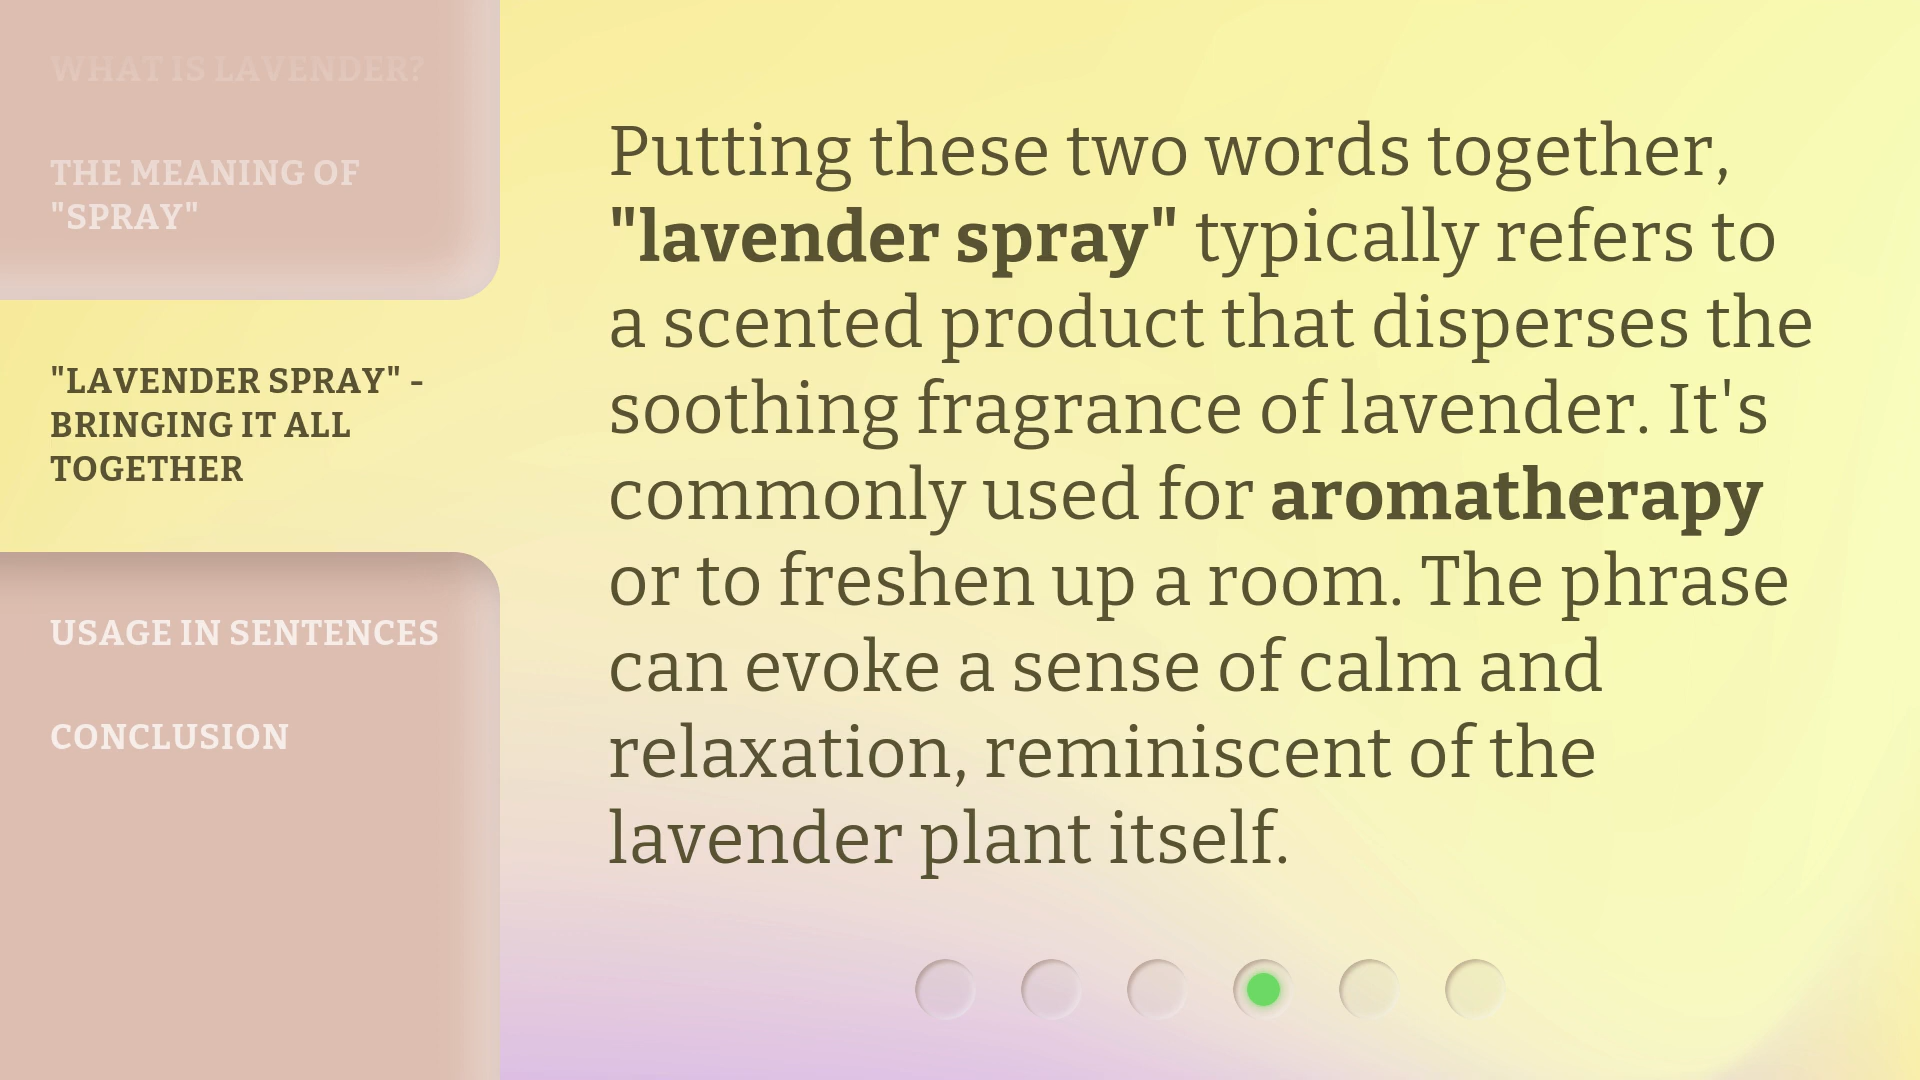 WHAT IS LAVENDER?
THE MEANING OF
"SPRAY"
"LAVENDER SPRAY" -
BRINGING IT ALL
TOGETHER
USAGE IN SENTENCES
CONCLUSION
Putting these two words together,
"lavender spray" typically refers to
a scented product that disperses the
soothing fragrance of lavender. It's
commonly used for aromatherapy
or to freshen up a room. The phrase
can evoke a sense of calm and
relaxation, reminiscent of the
lavender plant itself.